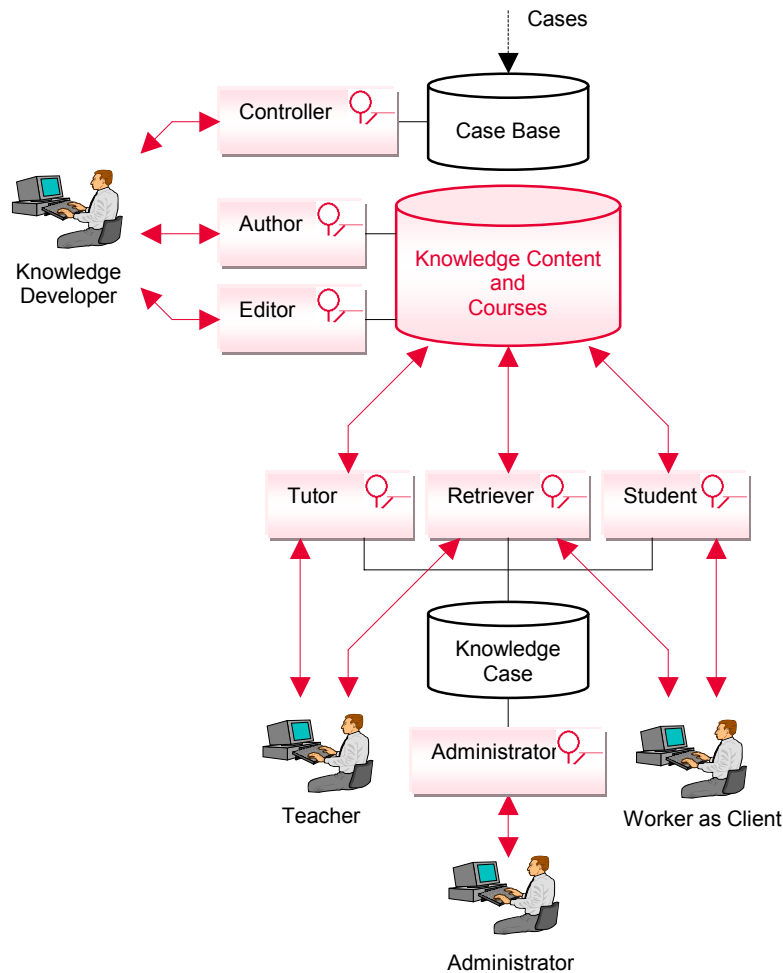 Cases
Controller
Case Base
Author
Knowledge Content
and
Courses
Knowledge
Developer
Editor
Tutor
Retriever
Student
Knowledge
Case
Administrator
Teacher
Worker as Client
Administrator